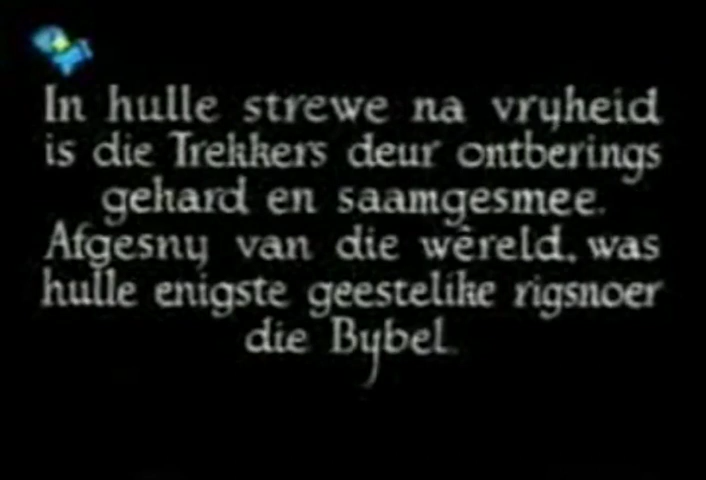 In hulle strewe na vryheid
is die Trekkers deur ontberings
gehard en saamgesmee.
Afgesny van die wêreld, was
hulle enigste geestelike rigsnoer
die Bybel.